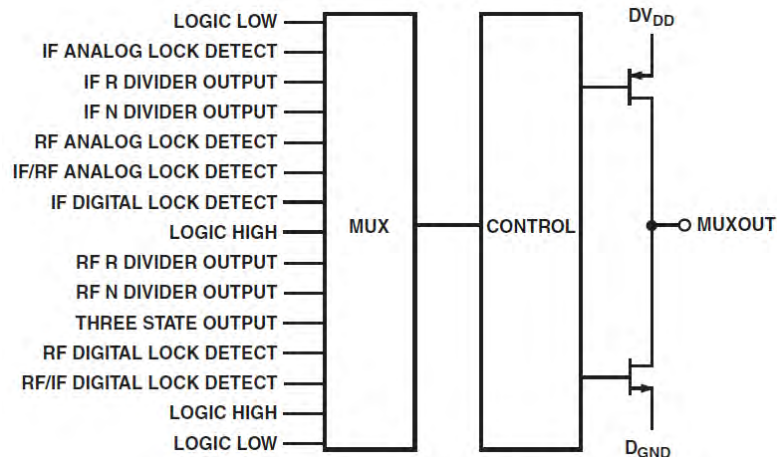 LOGIC LOW
IF ANALOG LOCK DETECT
IF R DIVIDER OUTPUT
IF N DIVIDER OUTPUT
RF ANALOG LOCK DETECT
IF/RF ANALOG LOCK DETECT
IF DIGITAL LOCK DETECT
LOGIC HIGH
RF R DIVIDER OUTPUT
RF N DIVIDER OUTPUT
THREE STATE OUTPUT
RF DIGITAL LOCK DETECT
RF/IF DIGITAL LOCK DETECT
LOGIC HIGH
LOGIC LOW
MUX
CONTROL
DVDD
MUXOUT
DGND